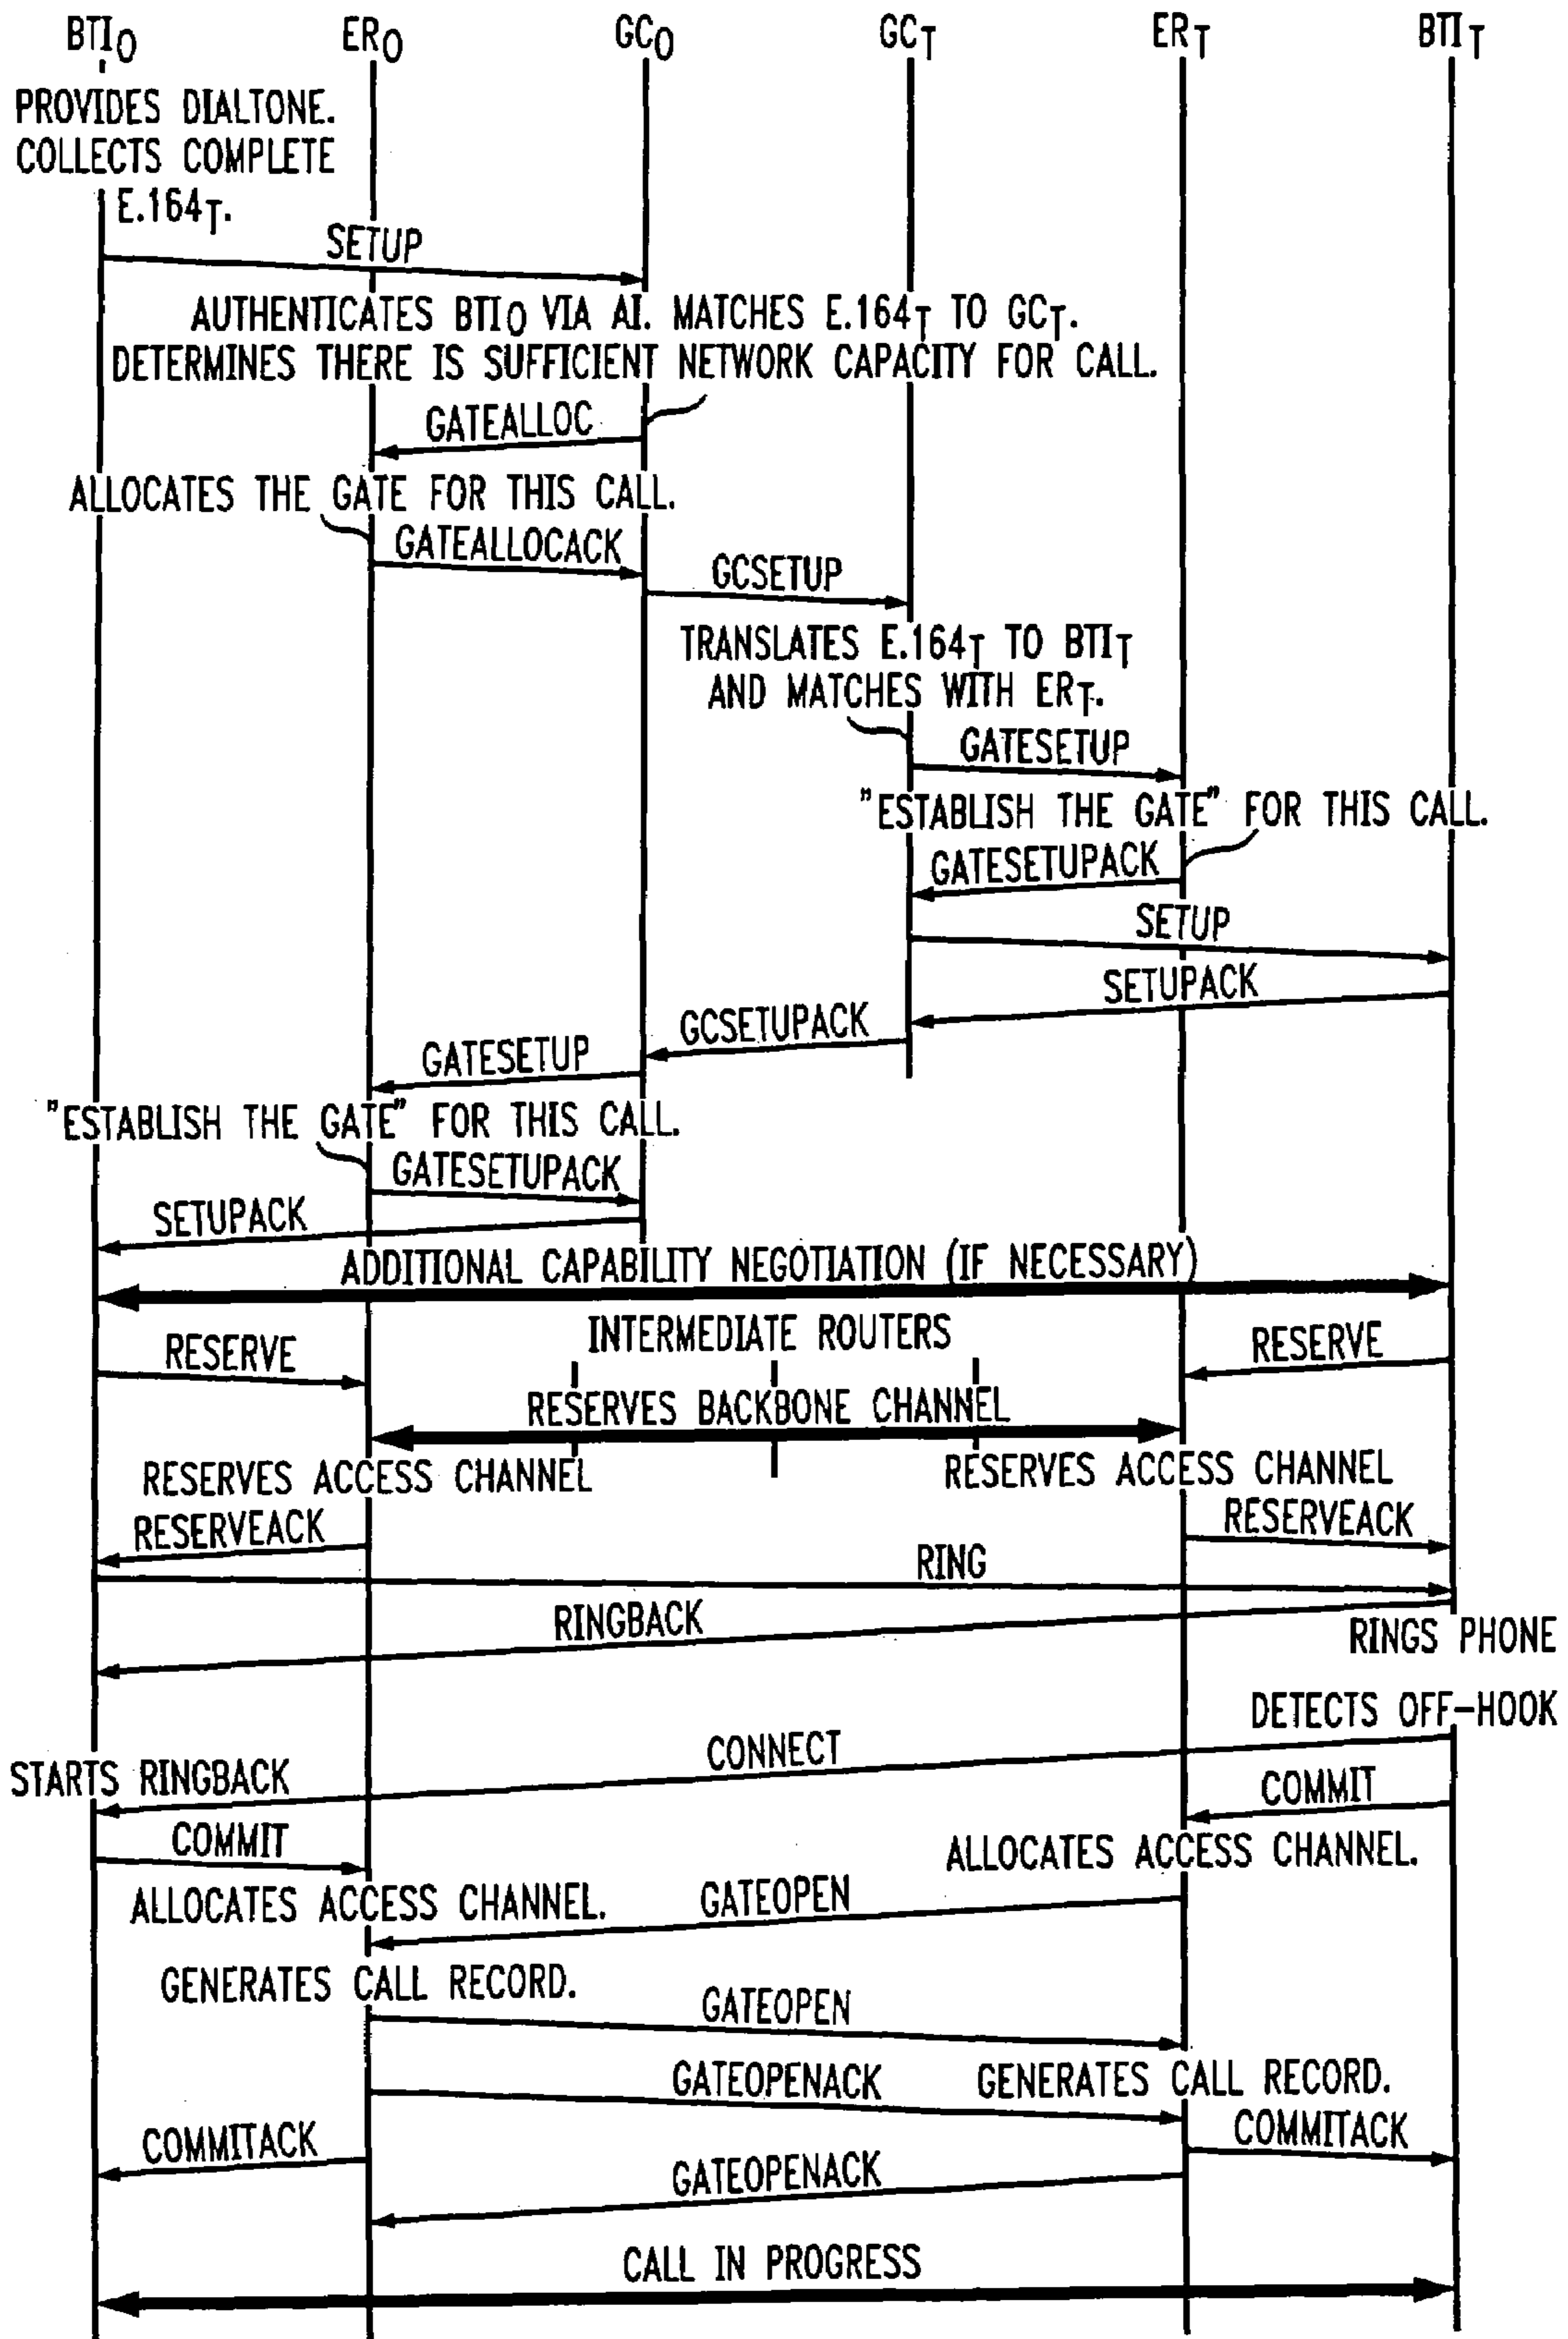 BTIO ERO GCO GCT ERT BTIT
PROVIDES DIALTONE.
COLLECTS COMPLETE
E.164T.
SETUP
AUTHENTICATES BTIO VIA AI. MATCHES E.164T TO GCT.
DETERMINES THERE IS SUFFICIENT NETWORK CAPACITY FOR CALL.
GATEALLOC
ALLOCATES THE GATE FOR THIS CALL.
GATEALLOCACK
GCSETUP
TRANSLATES E.164T TO BTIT
AND MATCHES WITH ERT.
GATESETUP
"ESTABLISH THE GATE" FOR THIS CALL.
GATESETUPACK
SETUP
SETUPACK
GCSETUPACK
GATESETUP
"ESTABLISH THE GATE" FOR THIS CALL.
GATESETUPACK
SETUPACK
ADDITIONAL CAPABILITY NEGOTIATION (IF NECESSARY)
INTERMEDIATE ROUTERS
RESERVE
RESERVE
RESERVES BACKBONE CHANNEL
RESERVES ACCESS CHANNEL
RESERVES ACCESS CHANNEL
RESERVEACK
RESERVEACK
RING
RINGBACK
RINGS PHONE
DETECTS OFF-HOOK
CONNECT
STARTS RINGBACK
COMMIT
COMMIT
ALLOCATES ACCESS CHANNEL.
ALLOCATES ACCESS CHANNEL.
GATEOPEN
GENERATES CALL RECORD.
GATEOPEN
GATEOPENACK
GENERATES CALL RECORD.
COMMITACK
COMMITACK
GATEOPENACK
CALL IN PROGRESS